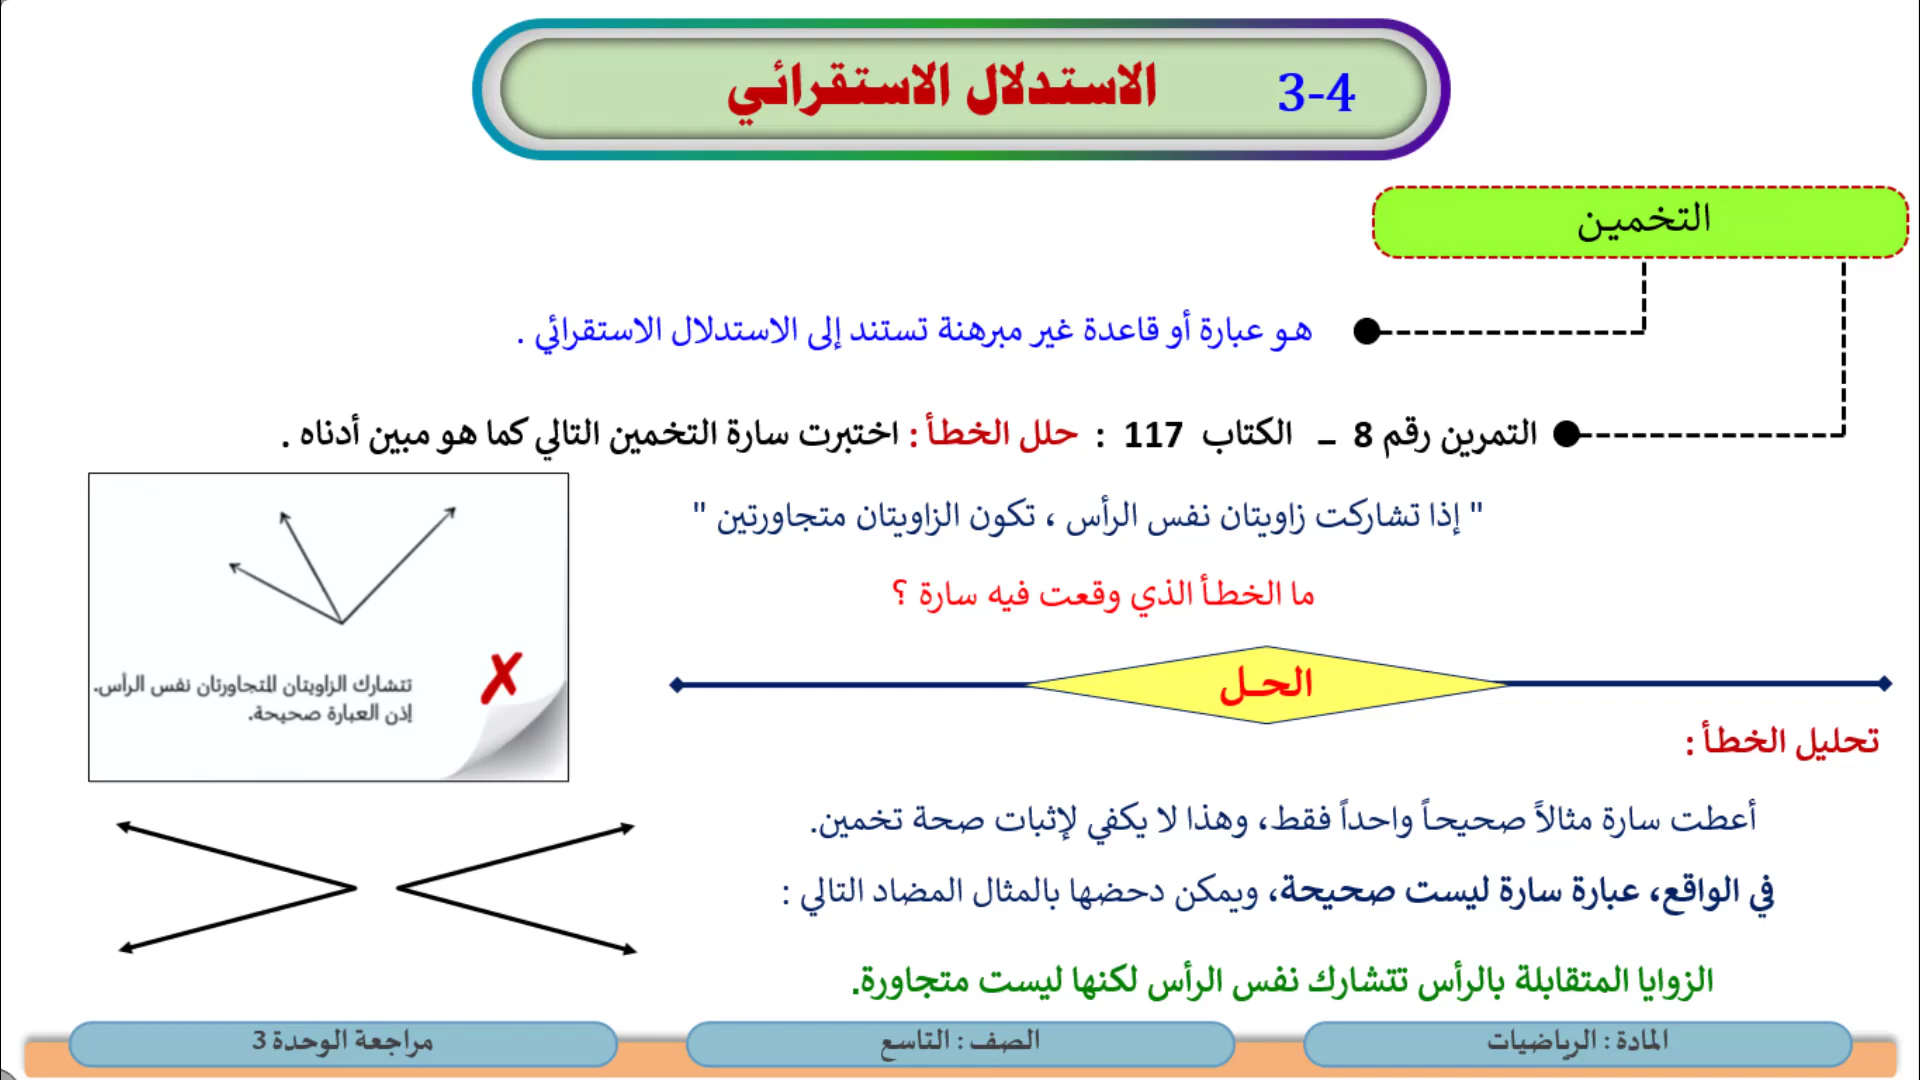 3-4 الاستدلال الاستقرائي
التخمين
هو عبارة أو قاعدة غير مبرهنة تستند إلى الاستدلال الاستقرائي .
التمرين رقم 8 – الكتاب 117 : حلل الخطأ : اختبرت سارة التخمين التالي كما هو مبين أدناه .
" إذا تشاركت زاويتان نفس الرأس ، تكون الزاويتان متجاورتين "
ما الخطأ الذي وقعت فيه سارة ؟
تتشارك الزاويتان المتجاورتان نفس الرأس.
إذن العبارة صحيحة.
✗
الحل
تحليل الخطأ :
أعطت سارة مثالاً صحيحاً واحداً فقط، وهذا لا يكفي لإثبات صحة تخمين.
في الواقع، عبارة سارة ليست صحيحة، ويمكن دحضها بالمثال المضاد التالي :
الزوايا المتقابلة بالرأس تتشارك نفس الرأس لكنها ليست متجاورة.
المادة : الرياضيات
الصف : التاسع
مراجعة الوحدة 3